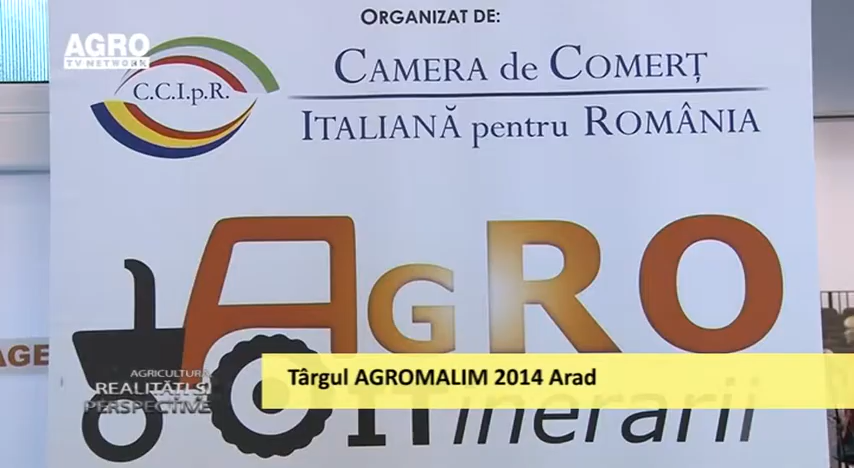 ORGANIZAT DE:
AGRO
TV NETWORK
C.C.I.p.R.
CAMERA de COMERȚ
ITALIANĂ pentru ROMÂNIA
AGRO
ITinerarii
AGE
AGRICULTURA
REALITĂȚI ȘI
PERSPECTIVE
Târgul AGROMALIM 2014 Arad